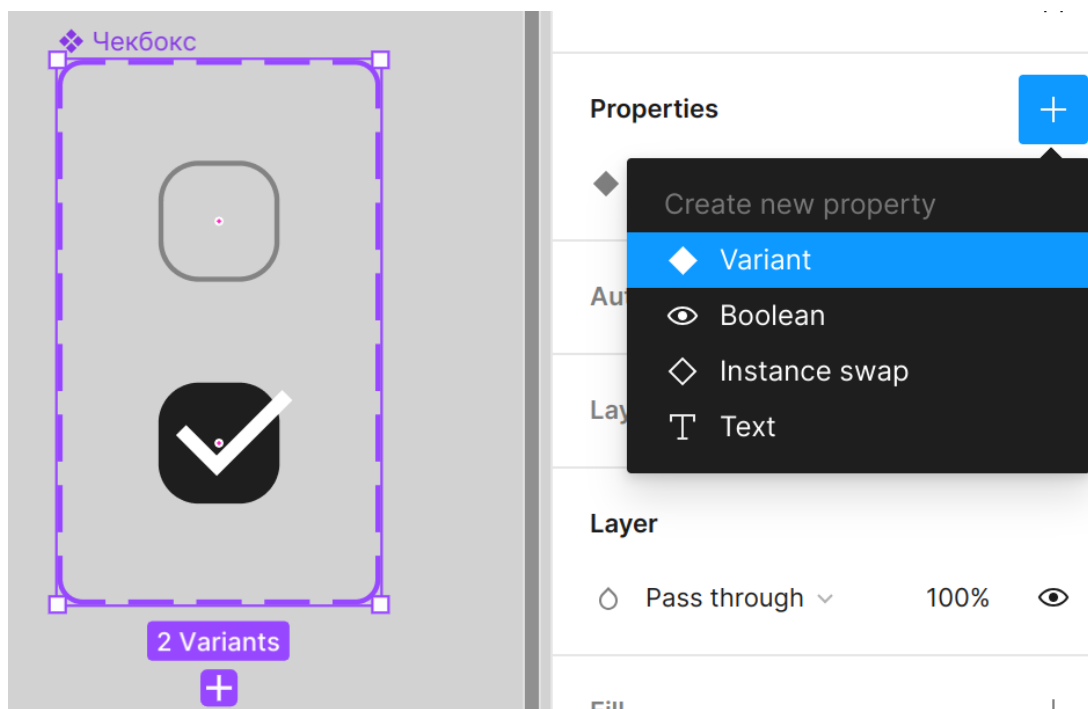 Чекбокс
2 Variants
Properties
Create new property
Variant
Boolean
Instance swap
Text
Layer
Pass through
100%